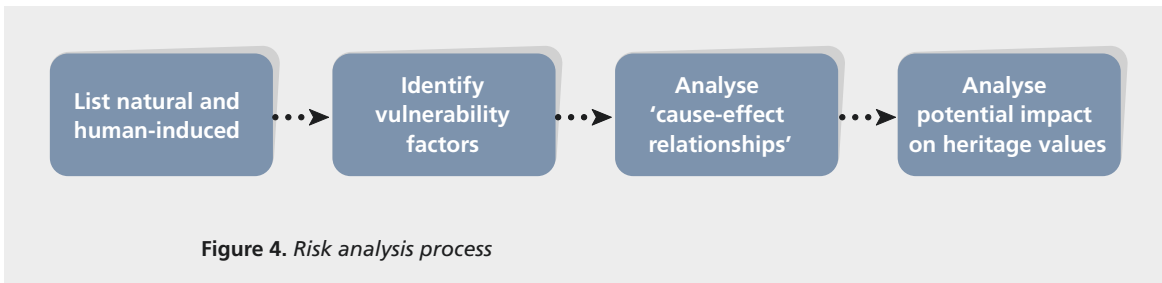 List natural and
human-induced
Identify
vulnerability
factors
Analyse
‘cause-effect
relationships’
Analyse
potential impact
on heritage values
Figure 4. Risk analysis process